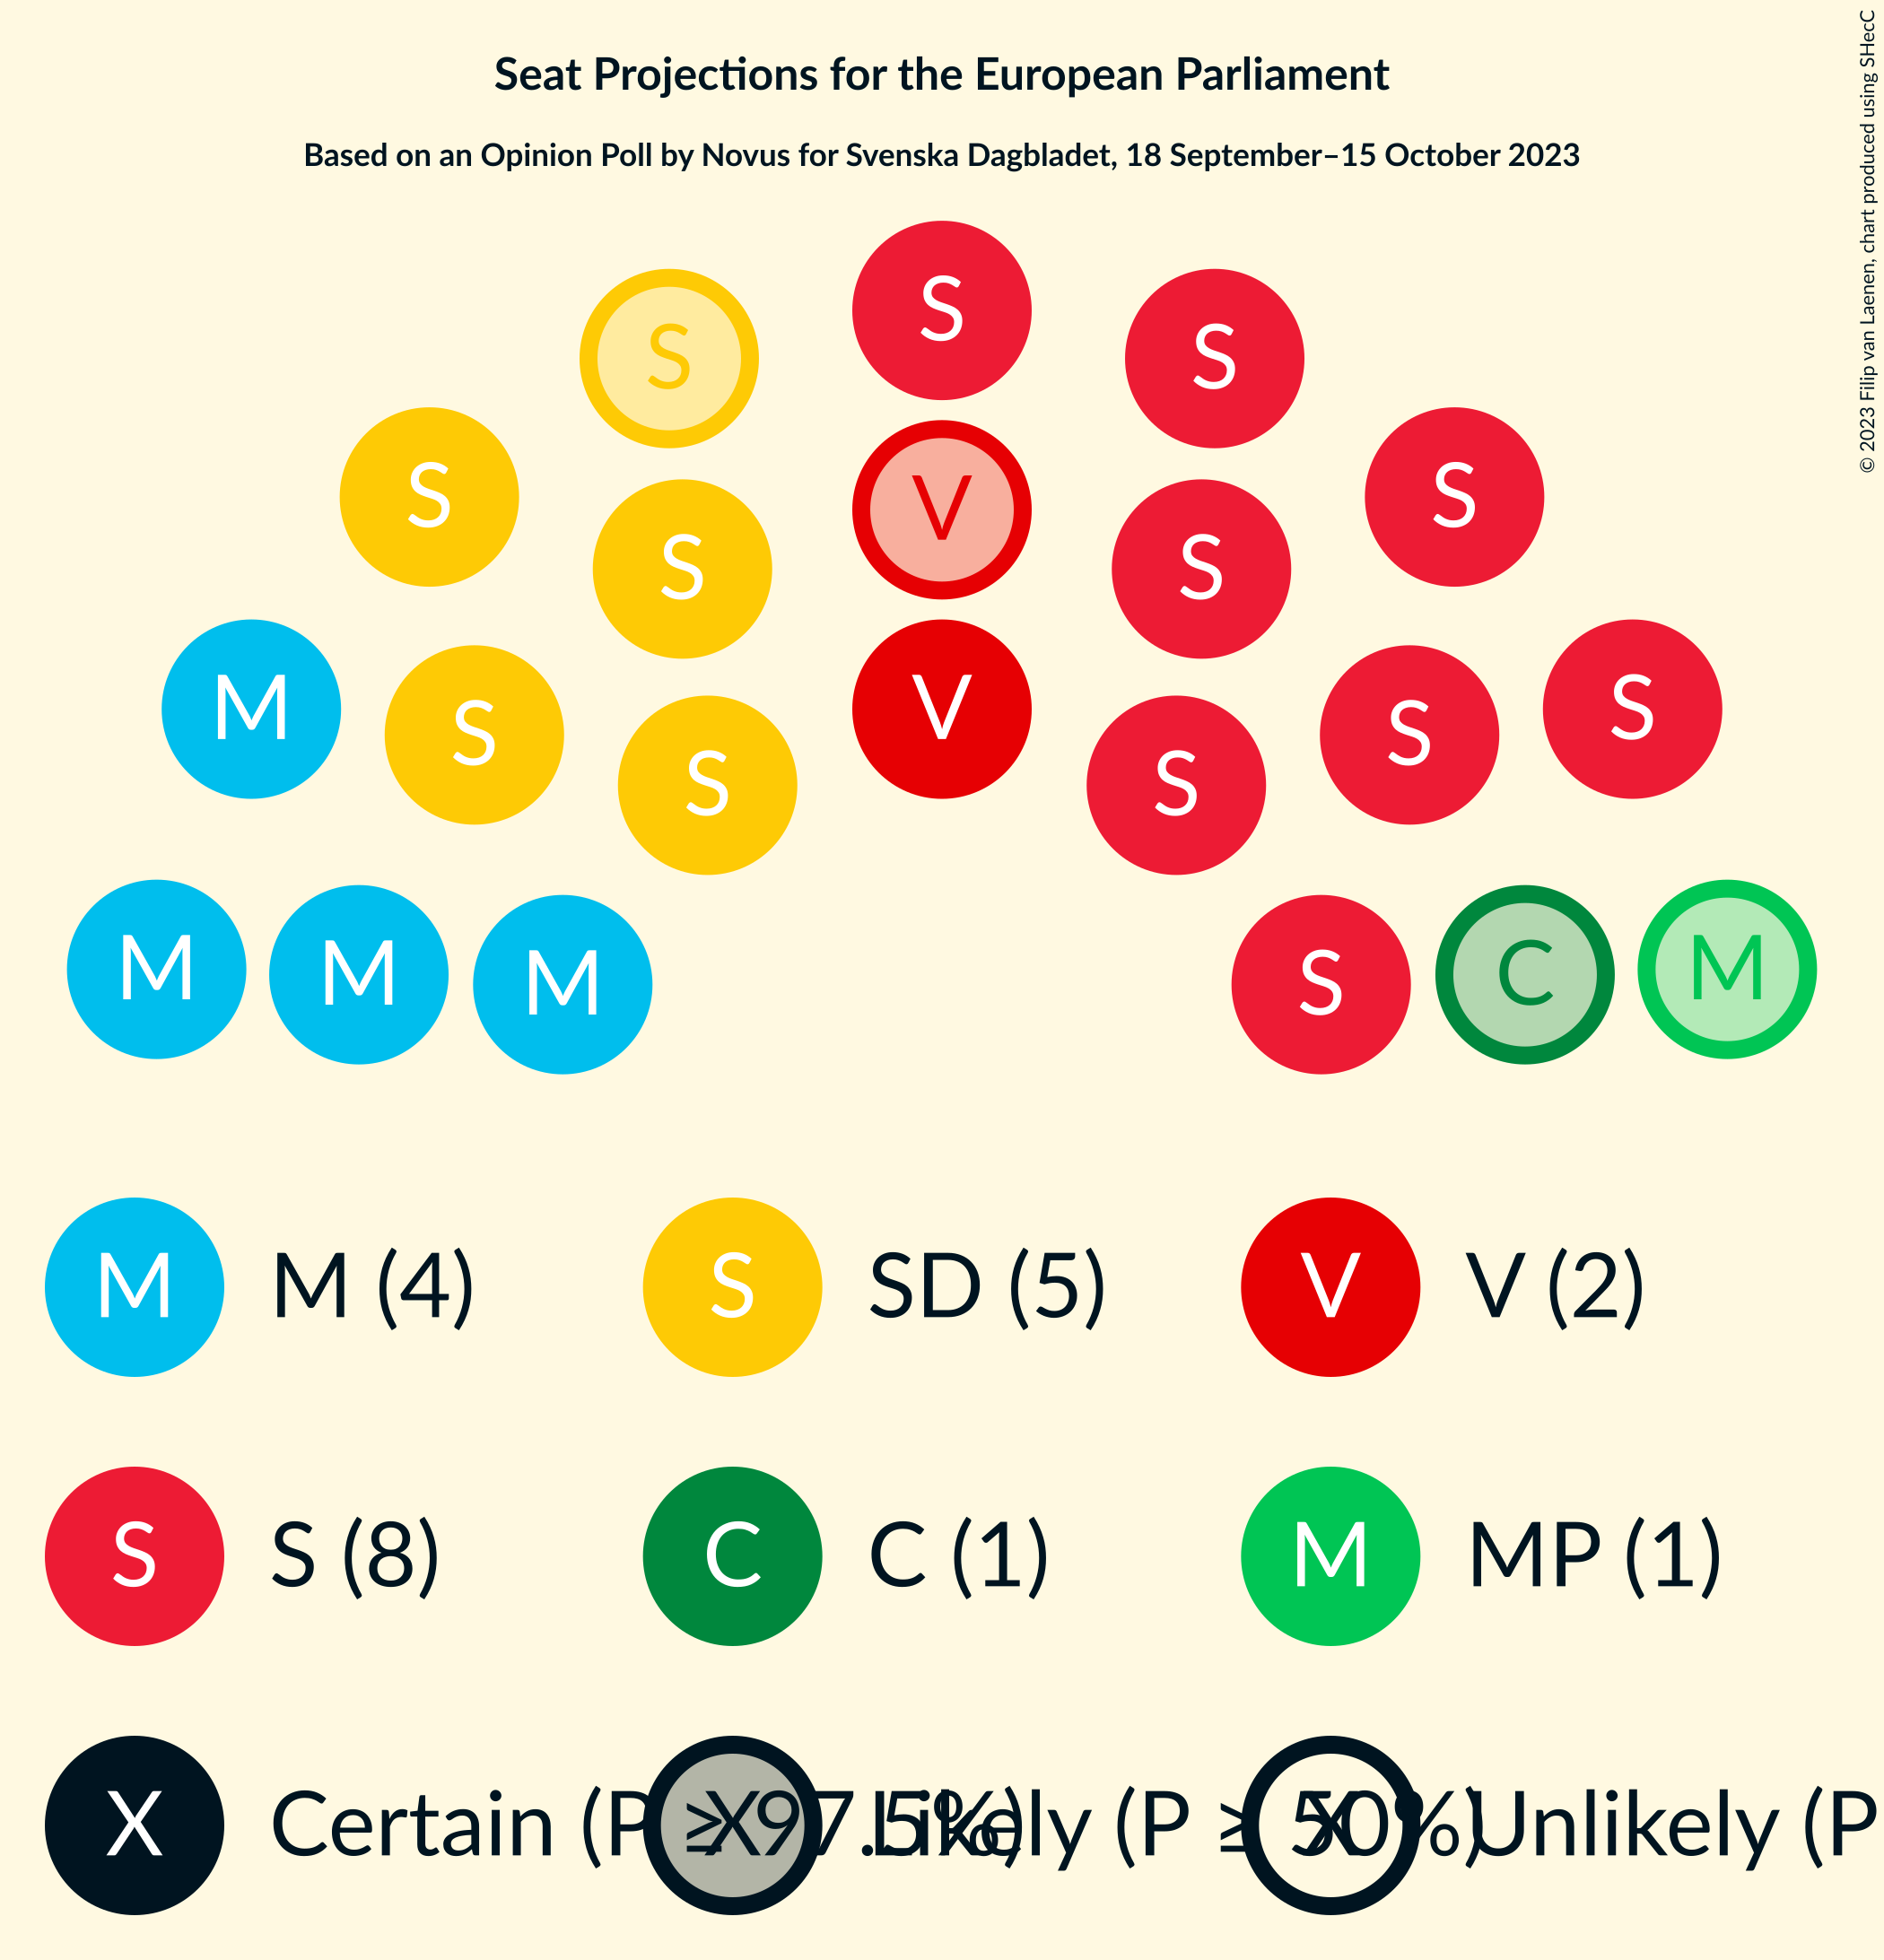 Seat Projections for the European Parliament
Based on an Opinion Poll by Novus for Svenska Dagbladet, 18 September–15 October 2023
© 2023 Filip van Laenen, chart produced using SHecC
S
S S
S S
V
S S
M S
S V S
S S
M M M S C M
M M (4) S SD (5) V V (2)
S S (8) C C (1) M MP (1)
X Certain (P ≥ 97.5%) X Likely (P ≥ 50%) X Unlikely (P